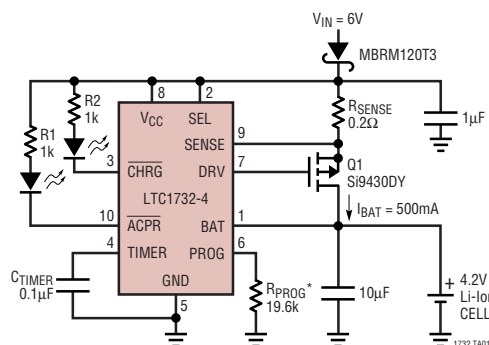 V_IN = 6V
MBRM120T3
8
2
R2
1k
R1
1k
V_CC
SEL
R_SENSE
0.2Ω
1µF
SENSE
9
3
CHRG
DRV
7
Q1
Si9430DY
LTC1732-4
10
ACPR
BAT
1
I_BAT = 500mA
4
TIMER
PROG
6
C_TIMER
0.1µF
GND
5
R_PROG*
19.6k
10µF
+
4.2V
Li-Ion
CELL
1732 TA01